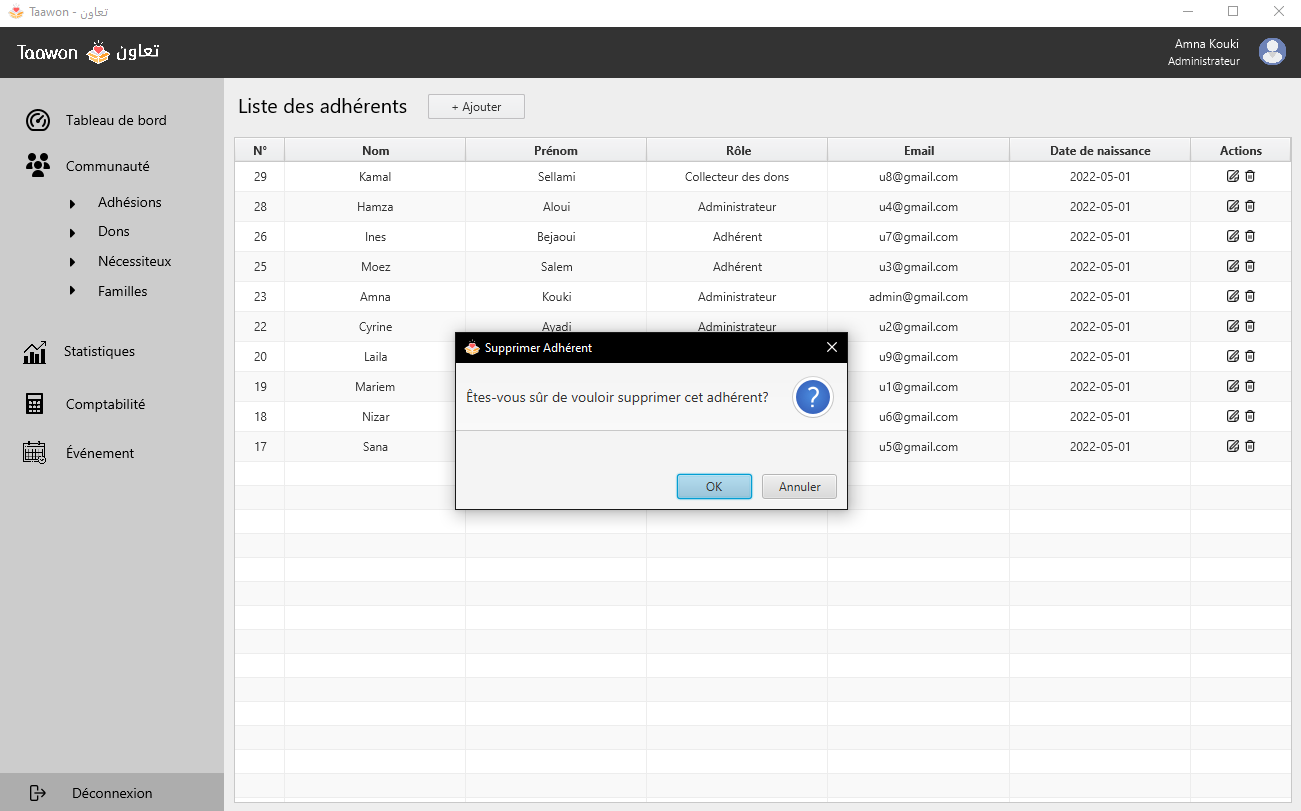 Taawon - تعاون
Taawon تعاون
Amna Kouki
Administrateur
Tableau de bord
Communauté
Adhésions
Dons
Nécessiteux
Familles
Statistiques
Comptabilité
Événement
Déconnexion
Liste des adhérents
+ Ajouter
N° Nom Prénom Rôle Email Date de naissance Actions
29 Kamal Sellami Collecteur des dons u8@gmail.com 2022-05-01
28 Hamza Aloui Administrateur u4@gmail.com 2022-05-01
26 Ines Bejaoui Adhérent u7@gmail.com 2022-05-01
25 Moez Salem Adhérent u3@gmail.com 2022-05-01
23 Amna Kouki Administrateur admin@gmail.com 2022-05-01
22 Cyrine Ayadi Administrateur u2@gmail.com 2022-05-01
20 Laila u9@gmail.com 2022-05-01
19 Mariem u1@gmail.com 2022-05-01
18 Nizar u6@gmail.com 2022-05-01
17 Sana u5@gmail.com 2022-05-01
Supprimer Adhérent
Êtes-vous sûr de vouloir supprimer cet adhérent?
?
OK
Annuler